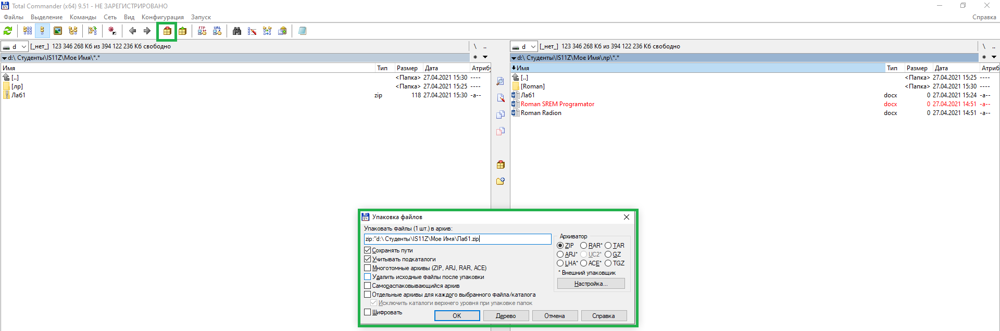 Total Commander (x64) 9.51 - НЕ ЗАРЕГИСТРИРОВАНО
Файлы Выделение Команды Сеть Вид Конфигурация Запуск Справка
FTP URL
d [_нет_] 123 346 268 Кб из 394 122 236 Кб свободно \ ..
d:\ Студенты\IS11Z\Мое Имя\*.* *
Имя Тип Размер Дата Атрибу
[..] <Папка> 27.04.2021 15:30 ----
[лр] <Папка> 27.04.2021 15:25 ----
Лаб1 zip 118 27.04.2021 15:30 -a--
d [_нет_] 123 346 268 Кб из 394 122 236 Кб свободно \ ..
d:\ Студенты\IS11Z\Мое Имя\лр\*.* *
Имя Тип Размер Дата Атриб
[..] <Папка> 27.04.2021 15:25 ----
[Roman] <Папка> 27.04.2021 15:30 ----
Лаб1 docx 0 27.04.2021 15:24 -a--
Roman SREM Programator docx 0 27.04.2021 14:51 -a--
Roman Radion docx 0 27.04.2021 14:51 -a--
Упаковка файлов
Упаковать файлы (1 шт.) в архив:
zip:"d:\ Студенты\IS11Z\Мое Имя\Лаб1.zip
Сохранять пути
Учитывать подкаталоги
Многотомные архивы (ZIP, ARJ, RAR, ACE)
Удалить исходные файлы после упаковки
Самораспаковывающийся архив
Отдельные архивы для каждого выбранного файла/каталога
Исключить каталоги верхнего уровня при упаковке папок
Шифровать
Архиватор
ZIP RAR* TAR
ARJ* UC2* GZ
LHA* ACE* TGZ
* Внешний упаковщик
Настройка...
OK Дерево Отмена Справка